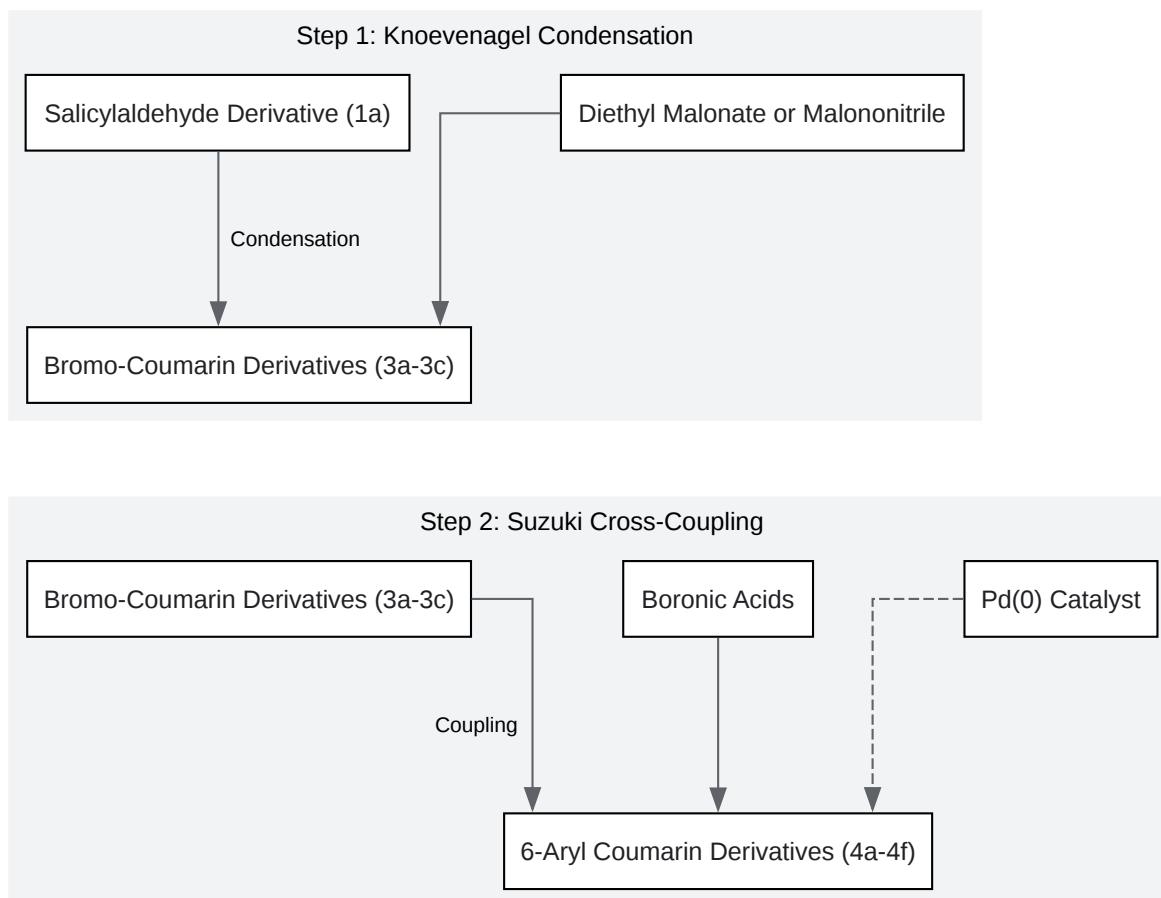 Step 1: Knoevenagel Condensation
Salicylaldehyde Derivative (1a)
Diethyl Malonate or Malononitrile
Condensation
Bromo-Coumarin Derivatives (3a-3c)
Step 2: Suzuki Cross-Coupling
Bromo-Coumarin Derivatives (3a-3c)
Boronic Acids
Pd(0) Catalyst
Coupling
6-Aryl Coumarin Derivatives (4a-4f)